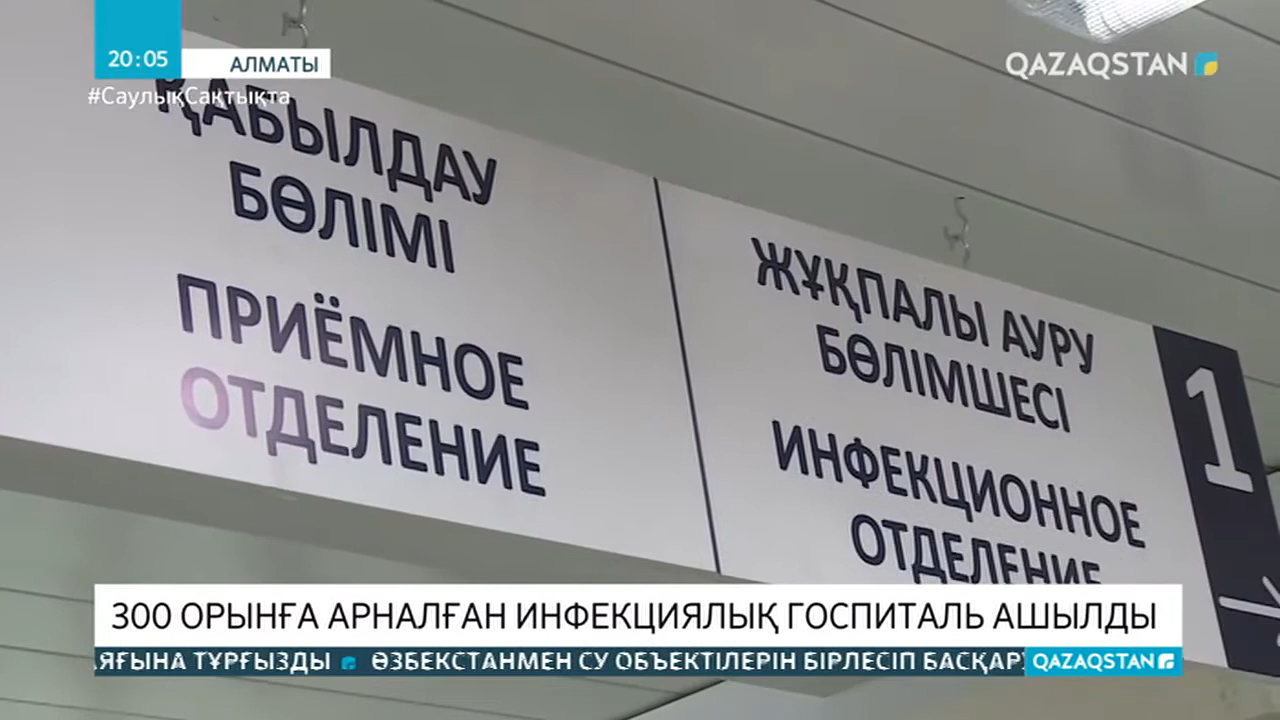 20:05
АЛМАТЫ
#СаулықСақтықта
QAZAQSTAN
ҚАБЫЛДАУ
БӨЛІМІ
ПРИЁМНОЕ
ОТДЕЛЕНИЕ
ЖҰҚПАЛЫ АУРУ
БӨЛІМШЕСІ
ИНФЕКЦИОННОЕ
ОТДЕЛЕНИЕ
1
300 ОРЫНҒА АРНАЛҒАН ИНФЕКЦИЯЛЫҚ ГОСПИТАЛЬ АШЫЛДЫ
ТҰРҒЫЗДЫ ӨЗБЕКСТАНМЕН СУ ОБЪЕКТІЛЕРІН БІРЛЕСІП
QAZAQSTAN